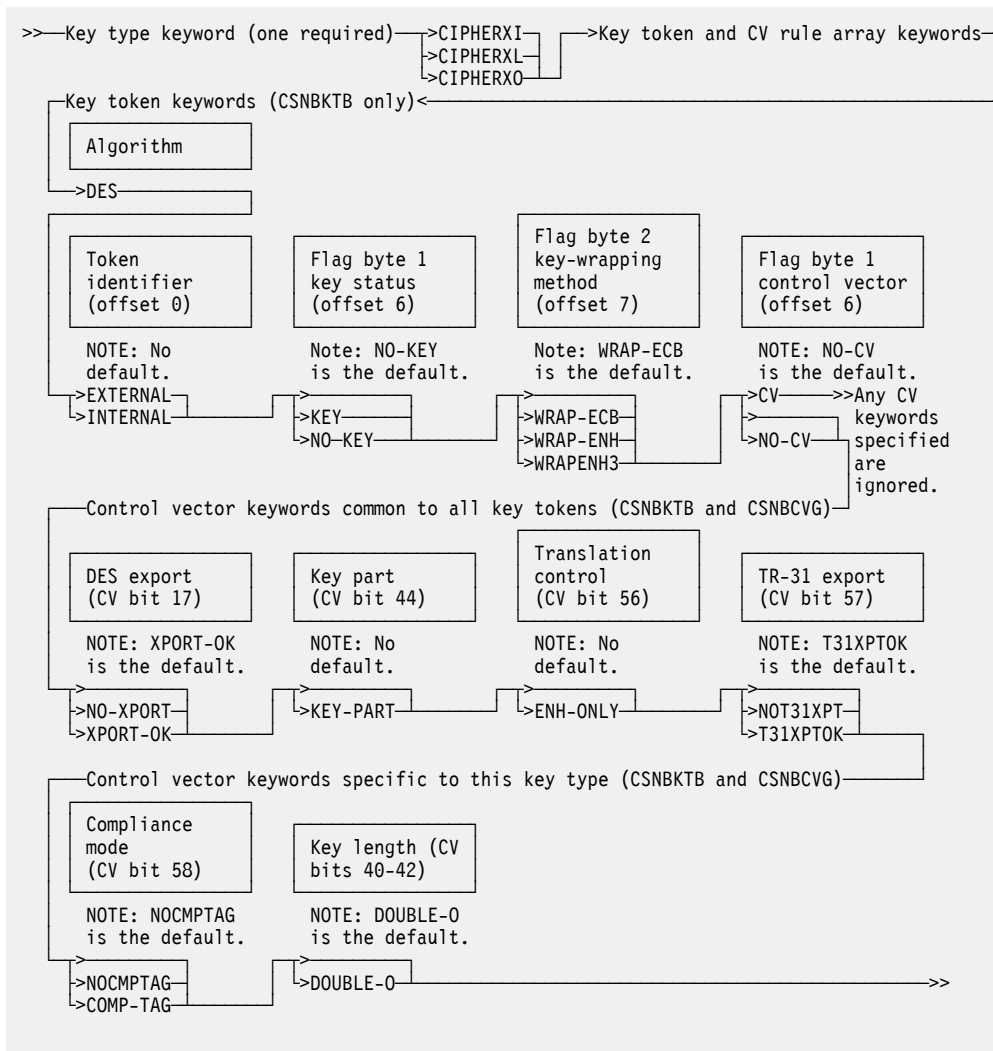 >>—Key type keyword (one required)—>CIPHERXI—>Key token and CV rule array keywords—
>CIPHERXL
>CIPHERXO
Key token keywords (CSNBKTB only)<
Algorithm
>DES
Token identifier (offset 0)
Flag byte 1 key status (offset 6)
Flag byte 2 key-wrapping method (offset 7)
Flag byte 1 control vector (offset 6)
NOTE: No default.
Note: NO-KEY is the default.
Note: WRAP-ECB is the default.
NOTE: NO-CV is the default.
>EXTERNAL
>INTERNAL
>
>KEY
>NO-KEY
>
>WRAP-ECB
>WRAP-ENH
>WRAPENH3
>CV—>>Any CV keywords specified are ignored.
>
>NO-CV
Control vector keywords common to all key tokens (CSNBKTB and CSNBCVG)
DES export (CV bit 17)
Key part (CV bit 44)
Translation control (CV bit 56)
TR-31 export (CV bit 57)
NOTE: XPORT-OK is the default.
NOTE: No default.
NOTE: No default.
NOTE: T31XPTOK is the default.
>
>NO-XPORT
>XPORT-OK
>
>KEY-PART
>
>ENH-ONLY
>
>NOT31XPT
>T31XPTOK
Control vector keywords specific to this key type (CSNBKTB and CSNBCVG)
Compliance mode (CV bit 58)
Key length (CV bits 40-42)
NOTE: NOCMPTAG is the default.
NOTE: DOUBLE-O is the default.
>
>NOCMPTAG
>COMP-TAG
>
>DOUBLE-O—>>